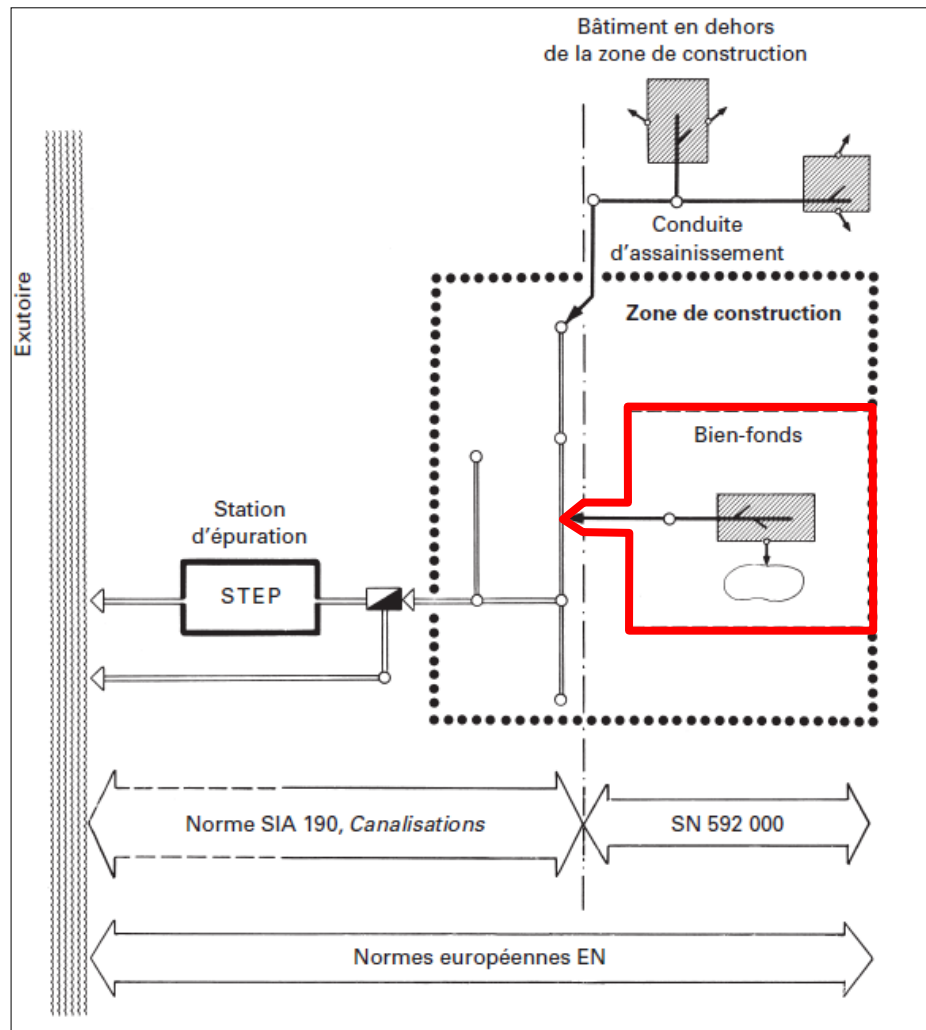 Bâtiment en dehors
de la zone de construction
Conduite
d'assainissement
Exutoire
Zone de construction
Bien-fonds
Station
d'épuration
STEP
Norme SIA 190, Canalisations
SN 592 000
Normes européennes EN